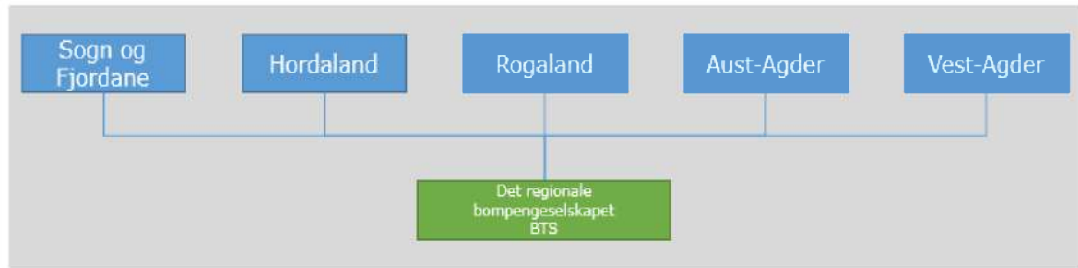 Sogn og
Fjordane
Hordaland
Rogaland
Aust-Agder
Vest-Agder
Det regionale
bompengeselskapet
BTS